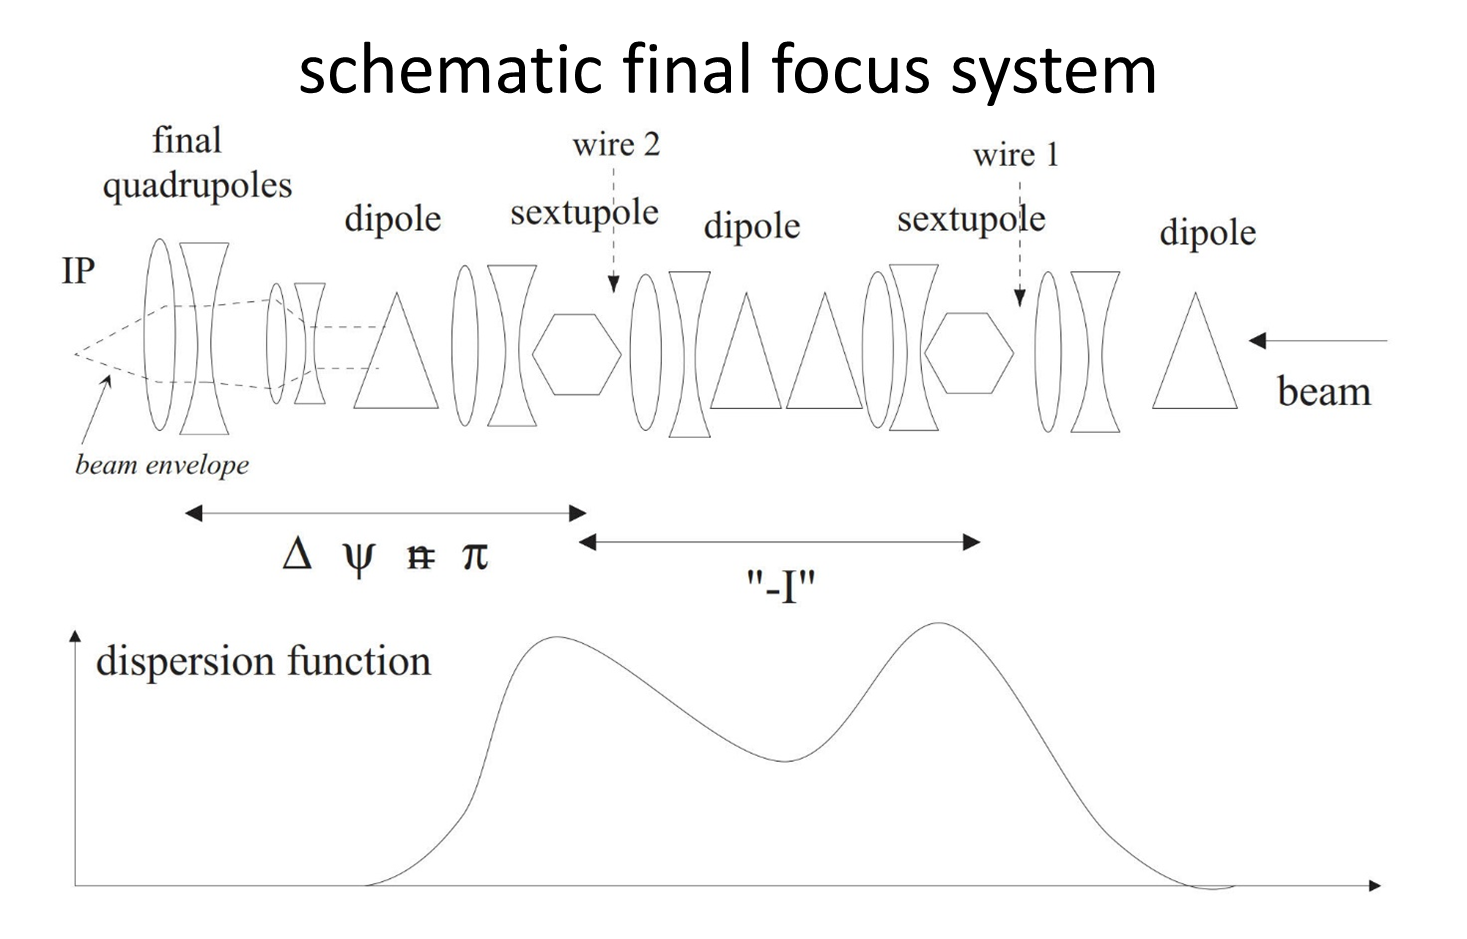 schematic final focus system
final
quadrupoles
wire 2
wire 1
dipole
sextupole
dipole
sextupole
dipole
IP
beam
beam envelope
Δ ψ π
"-I"
dispersion function